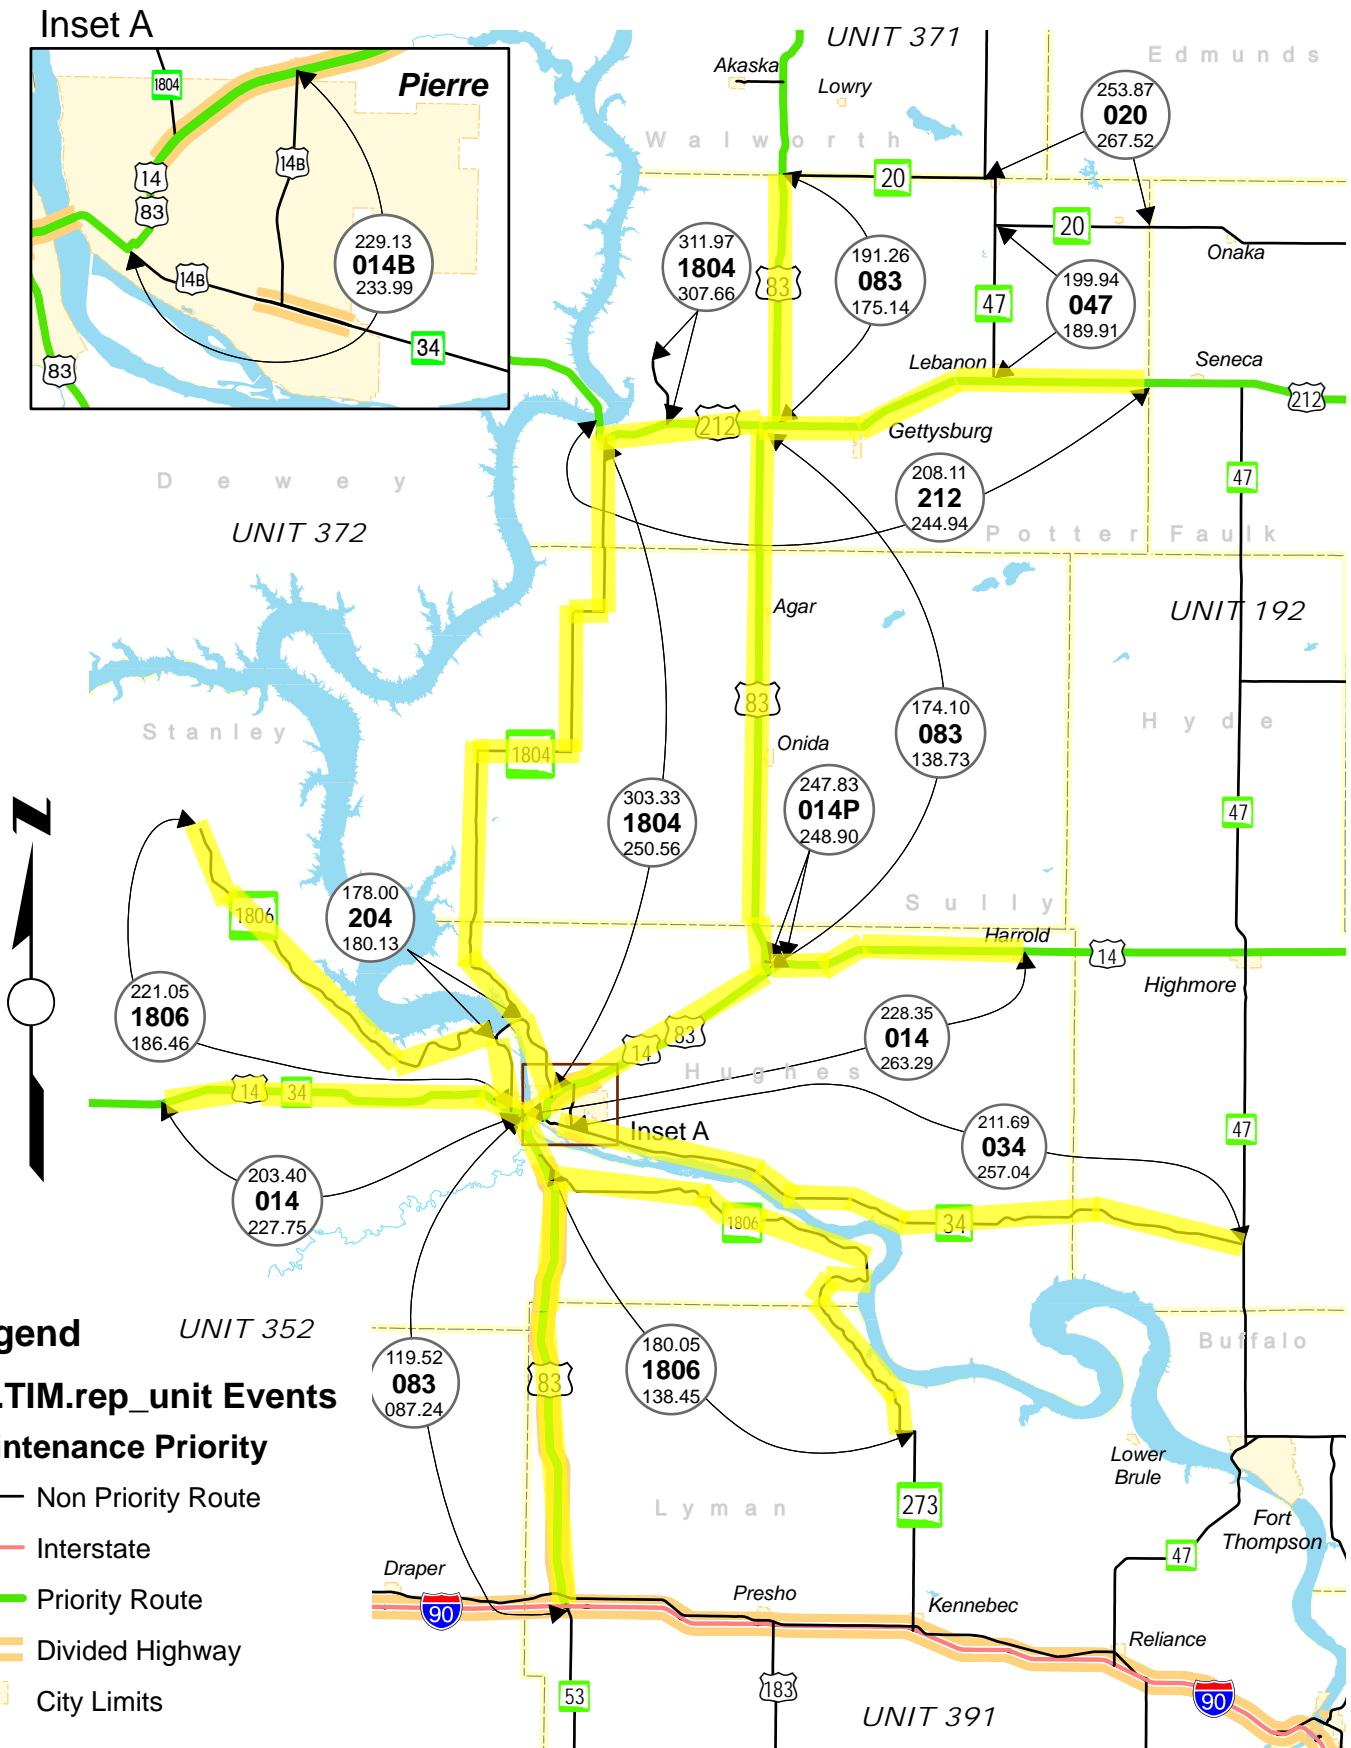 Inset A
Pierre
1804
14
83
14B
14B
229.13
014B
233.99
34
83
UNIT 371
Edmunds
Akaska
Lowry
Walworth
253.87
020
267.52
20
20
Onaka
311.97
1804
307.66
83
191.26
083
175.14
47
199.94
047
189.91
Lebanon
Seneca
212
212
Gettysburg
Dewey
UNIT 372
208.11
212
244.94
47
Potter
Faulk
Agar
UNIT 192
83
174.10
083
138.73
Hyde
Stanley
Onida
1804
247.83
014P
248.90
303.33
1804
250.56
47
1806
178.00
204
180.13
Sully
Harrold
14
Highmore
221.05
1806
186.46
83
14
228.35
014
263.29
Hughes
14
34
Inset A
211.69
034
257.04
47
203.40
014
227.75
1806
34
gend
UNIT 352
119.52
083
087.24
83
180.05
1806
138.45
Buffalo
.TIM.rep_unit Events
intenance Priority
Non Priority Route
Interstate
Priority Route
Divided Highway
City Limits
Lower
Brule
Lyman
273
Fort
Thompson
47
Draper
90
Presho
Kennebec
Reliance
53
183
UNIT 391
90